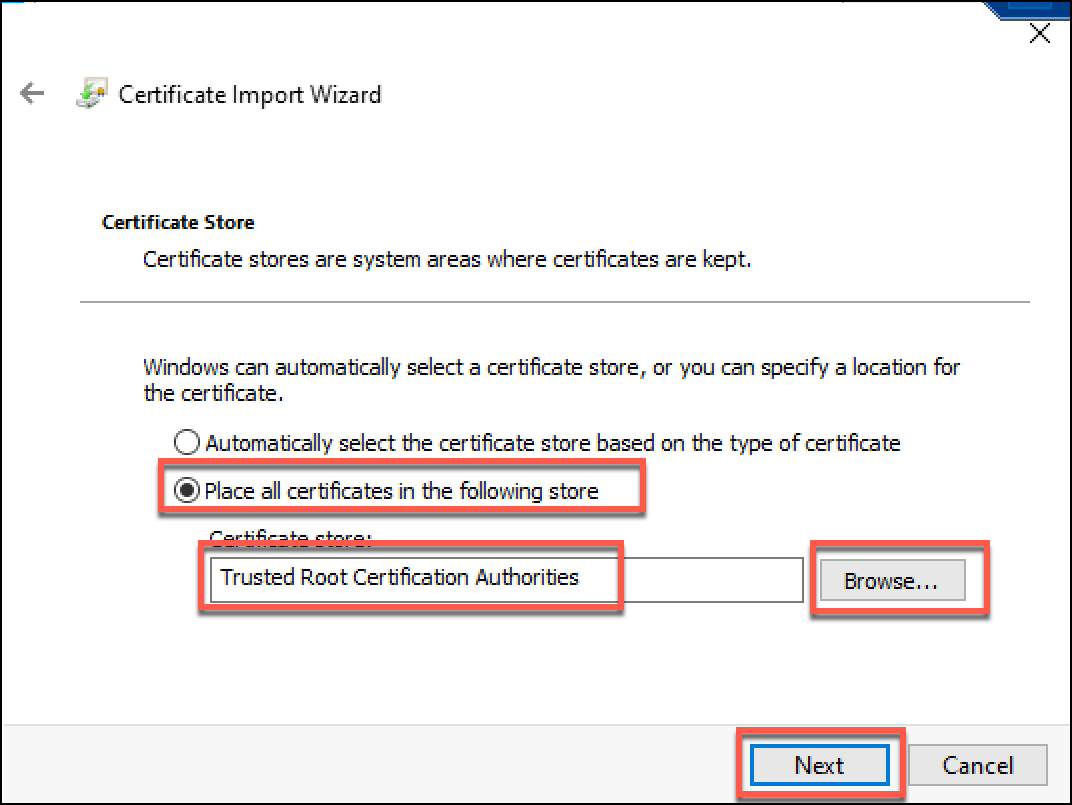 Certificate Import Wizard
Certificate Store
Certificate stores are system areas where certificates are kept.
Windows can automatically select a certificate store, or you can specify a location for
the certificate.
Automatically select the certificate store based on the type of certificate
Place all certificates in the following store
Certificate store:
Trusted Root Certification Authorities
Browse...
Next
Cancel